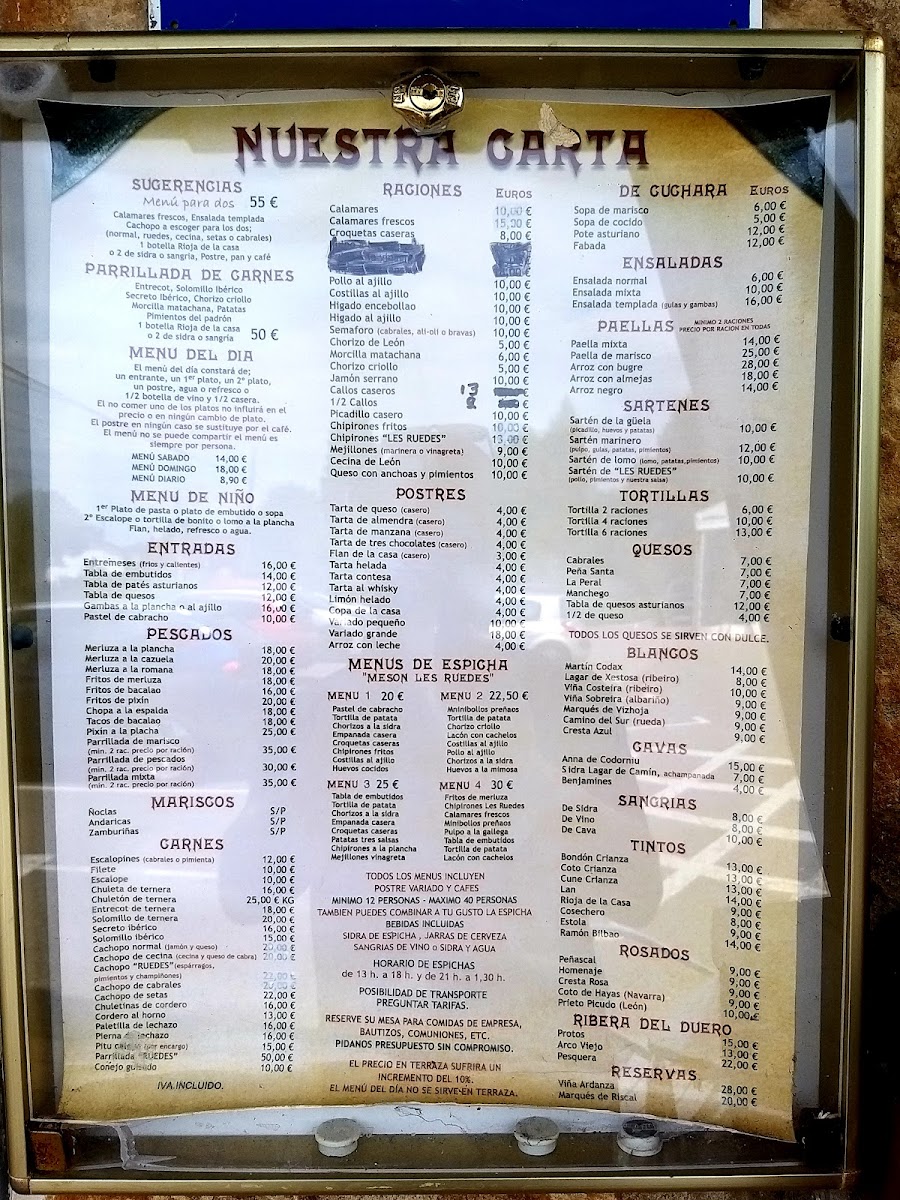 NUESTRA CARTA
SUGERENCIAS
Menú para dos 55 €
Calamares frescos, Ensalada templada
Cachopo a escoger para los dos;
(normal, ruedes, cecina, setas o cabrales)
1 botella Rioja de la casa
o 2 de sidra o sangria, Postre, pan y café
PARRILLADA DE CARNES
Entrecot, Solomillo Ibérico
Secreto Ibérico, Chorizo criollo
Morcilla matachana, Patatas
Pimientos del padrón
1 botella Rioja de la casa
o 2 de sidra o sangria 50 €
MENU DEL DIA
El menú del día constará de;
un entrante, un 1er plato, un 2º plato,
un postre, agua o refresco o
1/2 botella de vino y 1/2 casera.
El no comer uno de los platos no influirá en el
precio o en ningún cambio de plato.
El postre en ningún caso se sustituye por el café.
El menú no se puede compartir el menú es
siempre por persona.
MENÚ SABADO 14,00 €
MENÚ DOMINGO 18,00 €
MENÚ DIARIO 8,90 €
MENU DE NIÑO
1er Plato de pasta o plato de embutido o sopa
2º Escalope o tortilla de bonito o lomo a la plancha
Flan, helado, refresco o agua.
ENTRADAS
Entremeses (frios y calientes) 16,00 €
Tabla de embutidos 14,00 €
Tabla de patés asturianos 12,00 €
Tabla de quesos 12,00 €
Gambas a la plancha o al ajillo 16,00 €
Pastel de cabracho 10,00 €
PESCADOS
Merluza a la plancha 18,00 €
Merluza a la cazuela 20,00 €
Merluza a la romana 18,00 €
Fritos de merluza 18,00 €
Fritos de bacalao 16,00 €
Fritos de pixin 20,00 €
Chopa a la espalda 18,00 €
Tacos de bacalao 18,00 €
Pixin a la placha 25,00 €
Parrillada de marisco
(min. 2 rac. precio por ración) 35,00 €
Parrillada de pescados
(min. 2 rac. precio por ración) 30,00 €
Parrillada mixta
(min. 2 rac. precio por ración) 35,00 €
MARISCOS
Ñoclas S/P
Andaricas S/P
Zamburiñas S/P
CARNES
Escalopines (cabrales o pimienta) 12,00 €
Filete 10,00 €
Escalope 10,00 €
Chuleta de ternera 16,00 €
Chuletón de ternera 25,00 € KG
Entrecot de ternera 18,00 €
Solomillo de ternera 20,00 €
Secreto ibérico 16,00 €
Solomillo ibérico 15,00 €
Cachopo normal (jamón y queso) 20,00 €
Cachopo de cecina (cecina y queso de cabra) 20,00 €
Cachopo "RUEDES" (espárragos,
pimientos y champiñones) 22,00 €
Cachopo de cabrales 20,00 €
Cachopo de setas 22,00 €
Chuletinas de cordero 16,00 €
Cordero al horno 13,00 €
Paletilla de lechazo 16,00 €
Pierna de lechazo 16,00 €
Pitu caleya (por encargo) 15,00 €
Parrillada "RUEDES" 50,00 €
Conejo guisado 10,00 €
IVA.INCLUIDO.
RACIONES EUROS
Calamares 10,00 €
Calamares frescos 15,00 €
Croquetas caseras 8,00 €
Pollo al ajillo 10,00 €
Costillas al ajillo 10,00 €
Higado encebollao 10,00 €
Higado al ajillo 10,00 €
Semaforo (cabrales, ali-oli o bravas) 10,00 €
Chorizo de León 5,00 €
Morcilla matachana 6,00 €
Chorizo criollo 5,00 €
Jamón serrano 10,00 €
Callos caseros 13 €
1/2 Callos 8 €
Picadillo casero 10,00 €
Chipirones fritos 10,00 €
Chipirones "LES RUEDES" 13,00 €
Mejillones (marinera o vinagreta) 9,00 €
Cecina de León 10,00 €
Queso con anchoas y pimientos 10,00 €
POSTRES
Tarta de queso (casero) 4,00 €
Tarta de almendra (casero) 4,00 €
Tarta de manzana (casero) 4,00 €
Tarta de tres chocolates (casero) 4,00 €
Flan de la casa (casero) 3,00 €
Tarta helada 4,00 €
Tarta contesa 4,00 €
Tarta al whisky 4,00 €
Limón helado 4,00 €
Copa de la casa 4,00 €
Variado pequeño 10,00 €
Variado grande 18,00 €
Arroz con leche 4,00 €
MENUS DE ESPICHA
"MESON LES RUEDES"
MENU 1 20 €
Pastel de cabracho
Tortilla de patata
Chorizos a la sidra
Empanada casera
Croquetas caseras
Chipirones fritos
Costillas al ajillo
Huevos cocidos
MENU 2 22,50 €
Mninibollos preñaos
Tortilla de patata
Chorizo criollo
Lacón con cachelos
Costillas al ajillo
Pollo al ajillo
Chorizos a la sidra
Huevos a la mimosa
MENU 3 25 €
Tabla de embutidos
Tortilla de patata
Chorizos a la sidra
Empanada casera
Croquetas caseras
Patatas tres salsas
Chipirones a la plancha
Mejillones vinagreta
MENU 4 30 €
Fritos de merluza
Chipirones Les Ruedes
Calamares frescos
Minibollos preñaos
Pulpo a la gallega
Tabla de embutidos
Tortilla de patata
Lacón con cachelos
TODOS LOS MENUS INCLUYEN
POSTRE VARIADO Y CAFES
MINIMO 12 PERSONAS - MAXIMO 40 PERSONAS
TAMBIEN PUEDES COMBINAR A TU GUSTO LA ESPICHA
BEBIDAS INCLUIDAS
SIDRA DE ESPICHA , JARRAS DE CERVEZA
SANGRIAS DE VINO o SIDRA Y AGUA
HORARIO DE ESPICHAS
de 13 h. a 18 h. y de 21 h. a 1,30 h.
POSIBILIDAD DE TRANSPORTE
PREGUNTAR TARIFAS.
RESERVE SU MESA PARA COMIDAS DE EMPRESA,
BAUTIZOS, COMUNIONES, ETC.
PIDANOS PRESUPUESTO SIN COMPROMISO.
EL PRECIO EN TERRAZA SUFRIRA UN
INCREMENTO DEL 10%.
EL MENÚ DEL DÍA NO SE SIRVE EN TERRAZA.
DE CUCHARA EUROS
Sopa de marisco 6,00 €
Sopa de cocido 5,00 €
Pote asturiano 12,00 €
Fabada 12,00 €
ENSALADAS
Ensalada normal 6,00 €
Ensalada mixta 10,00 €
Ensalada templada (gulas y gambas) 16,00 €
PAELLAS MINIMO 2 RACIONES
PRECIO POR RACION EN TODAS
Paella mixta 14,00 €
Paella de marisco 25,00 €
Arroz con bugre 28,00 €
Arroz con almejas 18,00 €
Arroz negro 14,00 €
SARTENES
Sartén de la güela
(picadillo, huevos y patatas) 10,00 €
Sartén marinero
(pulpo, gulas, patatas, pimientos) 12,00 €
Sartén de lomo (lomo, patatas,pimientos) 10,00 €
Sartén de "LES RUEDES"
(pollo, pimientos y nuestra salsa) 10,00 €
TORTILLAS
Tortilla 2 raciones 6,00 €
Tortilla 4 raciones 10,00 €
Tortilla 6 raciones 13,00 €
QUESOS
Cabrales 7,00 €
Peña Santa 7,00 €
La Peral 7,00 €
Manchego 7,00 €
Tabla de quesos asturianos 12,00 €
1/2 de queso 4,00 €
TODOS LOS QUESOS SE SIRVEN CON DULCE.
BLANCOS
Martín Codax 14,00 €
Lagar de Xestosa (ribeiro) 8,00 €
Viña Costeira (ribeiro) 10,00 €
Viña Sobreira (albariño) 9,00 €
Marqués de Vizhoja 9,00 €
Camino del Sur (rueda) 9,00 €
Cresta Azul 9,00 €
CAVAS
Anna de Codorniu 15,00 €
Sidra Lagar de Camín, achampanada 7,00 €
Benjamines 4,00 €
SANGRIAS
De Sidra 8,00 €
De Vino 8,00 €
De Cava 10,00 €
TINTOS
Bondón Crianza 13,00 €
Coto Crianza 13,00 €
Cune Crianza 13,00 €
Lan 14,00 €
Rioja de la Casa 9,00 €
Cosechero 8,00 €
Estola 9,00 €
Ramón Bilbao 14,00 €
ROSADOS
Peñascal 9,00 €
Homenaje 9,00 €
Cresta Rosa 9,00 €
Coto de Hayas (Navarra) 9,00 €
Prieto Picudo (León) 10,00 €
RIBERA DEL DUERO
Protos 15,00 €
Arco Viejo 13,00 €
Pesquera 22,00 €
RESERVAS
Viña Ardanza 28,00 €
Marqués de Riscal 20,00 €